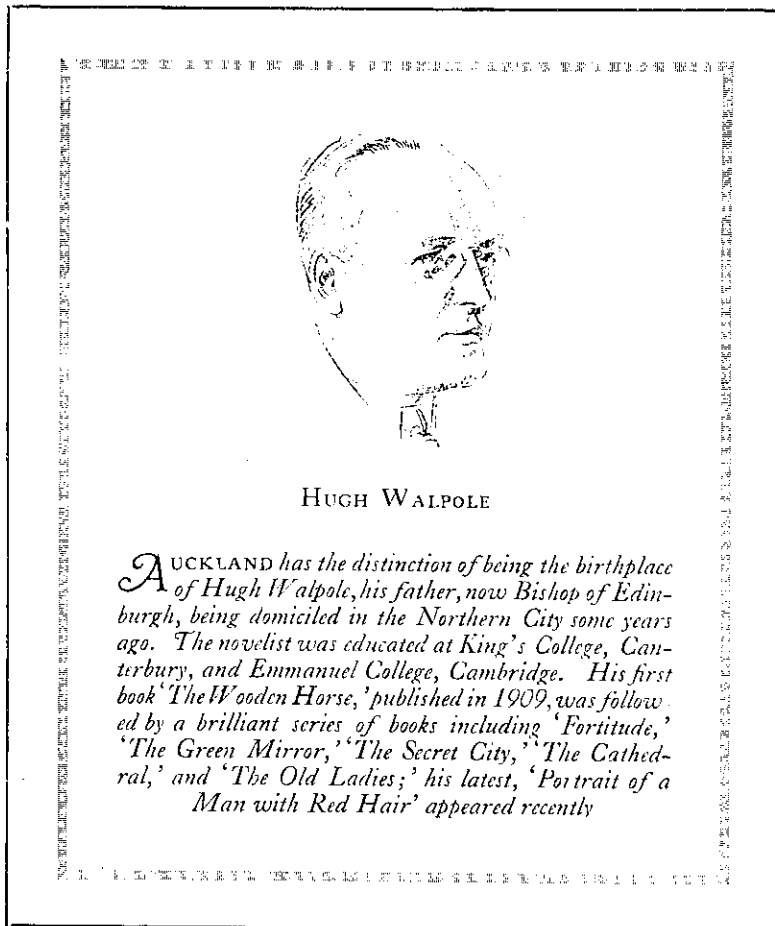 HUGH WALPOLE
AUCKLAND has the distinction of being the birthplace
of Hugh Walpole, his father, now Bishop of Edin-
burgh, being domiciled in the Northern City some years
ago. The novelist was educated at King's College, Can-
terbury, and Emmanuel College, Cambridge. His first
book 'The Wooden Horse,' published in 1909, was follow-
ed by a brilliant series of books including 'Fortitude,'
'The Green Mirror,' 'The Secret City,' 'The Cathed-
ral,' and 'The Old Ladies;' his latest, 'Portrait of a
Man with Red Hair' appeared recently